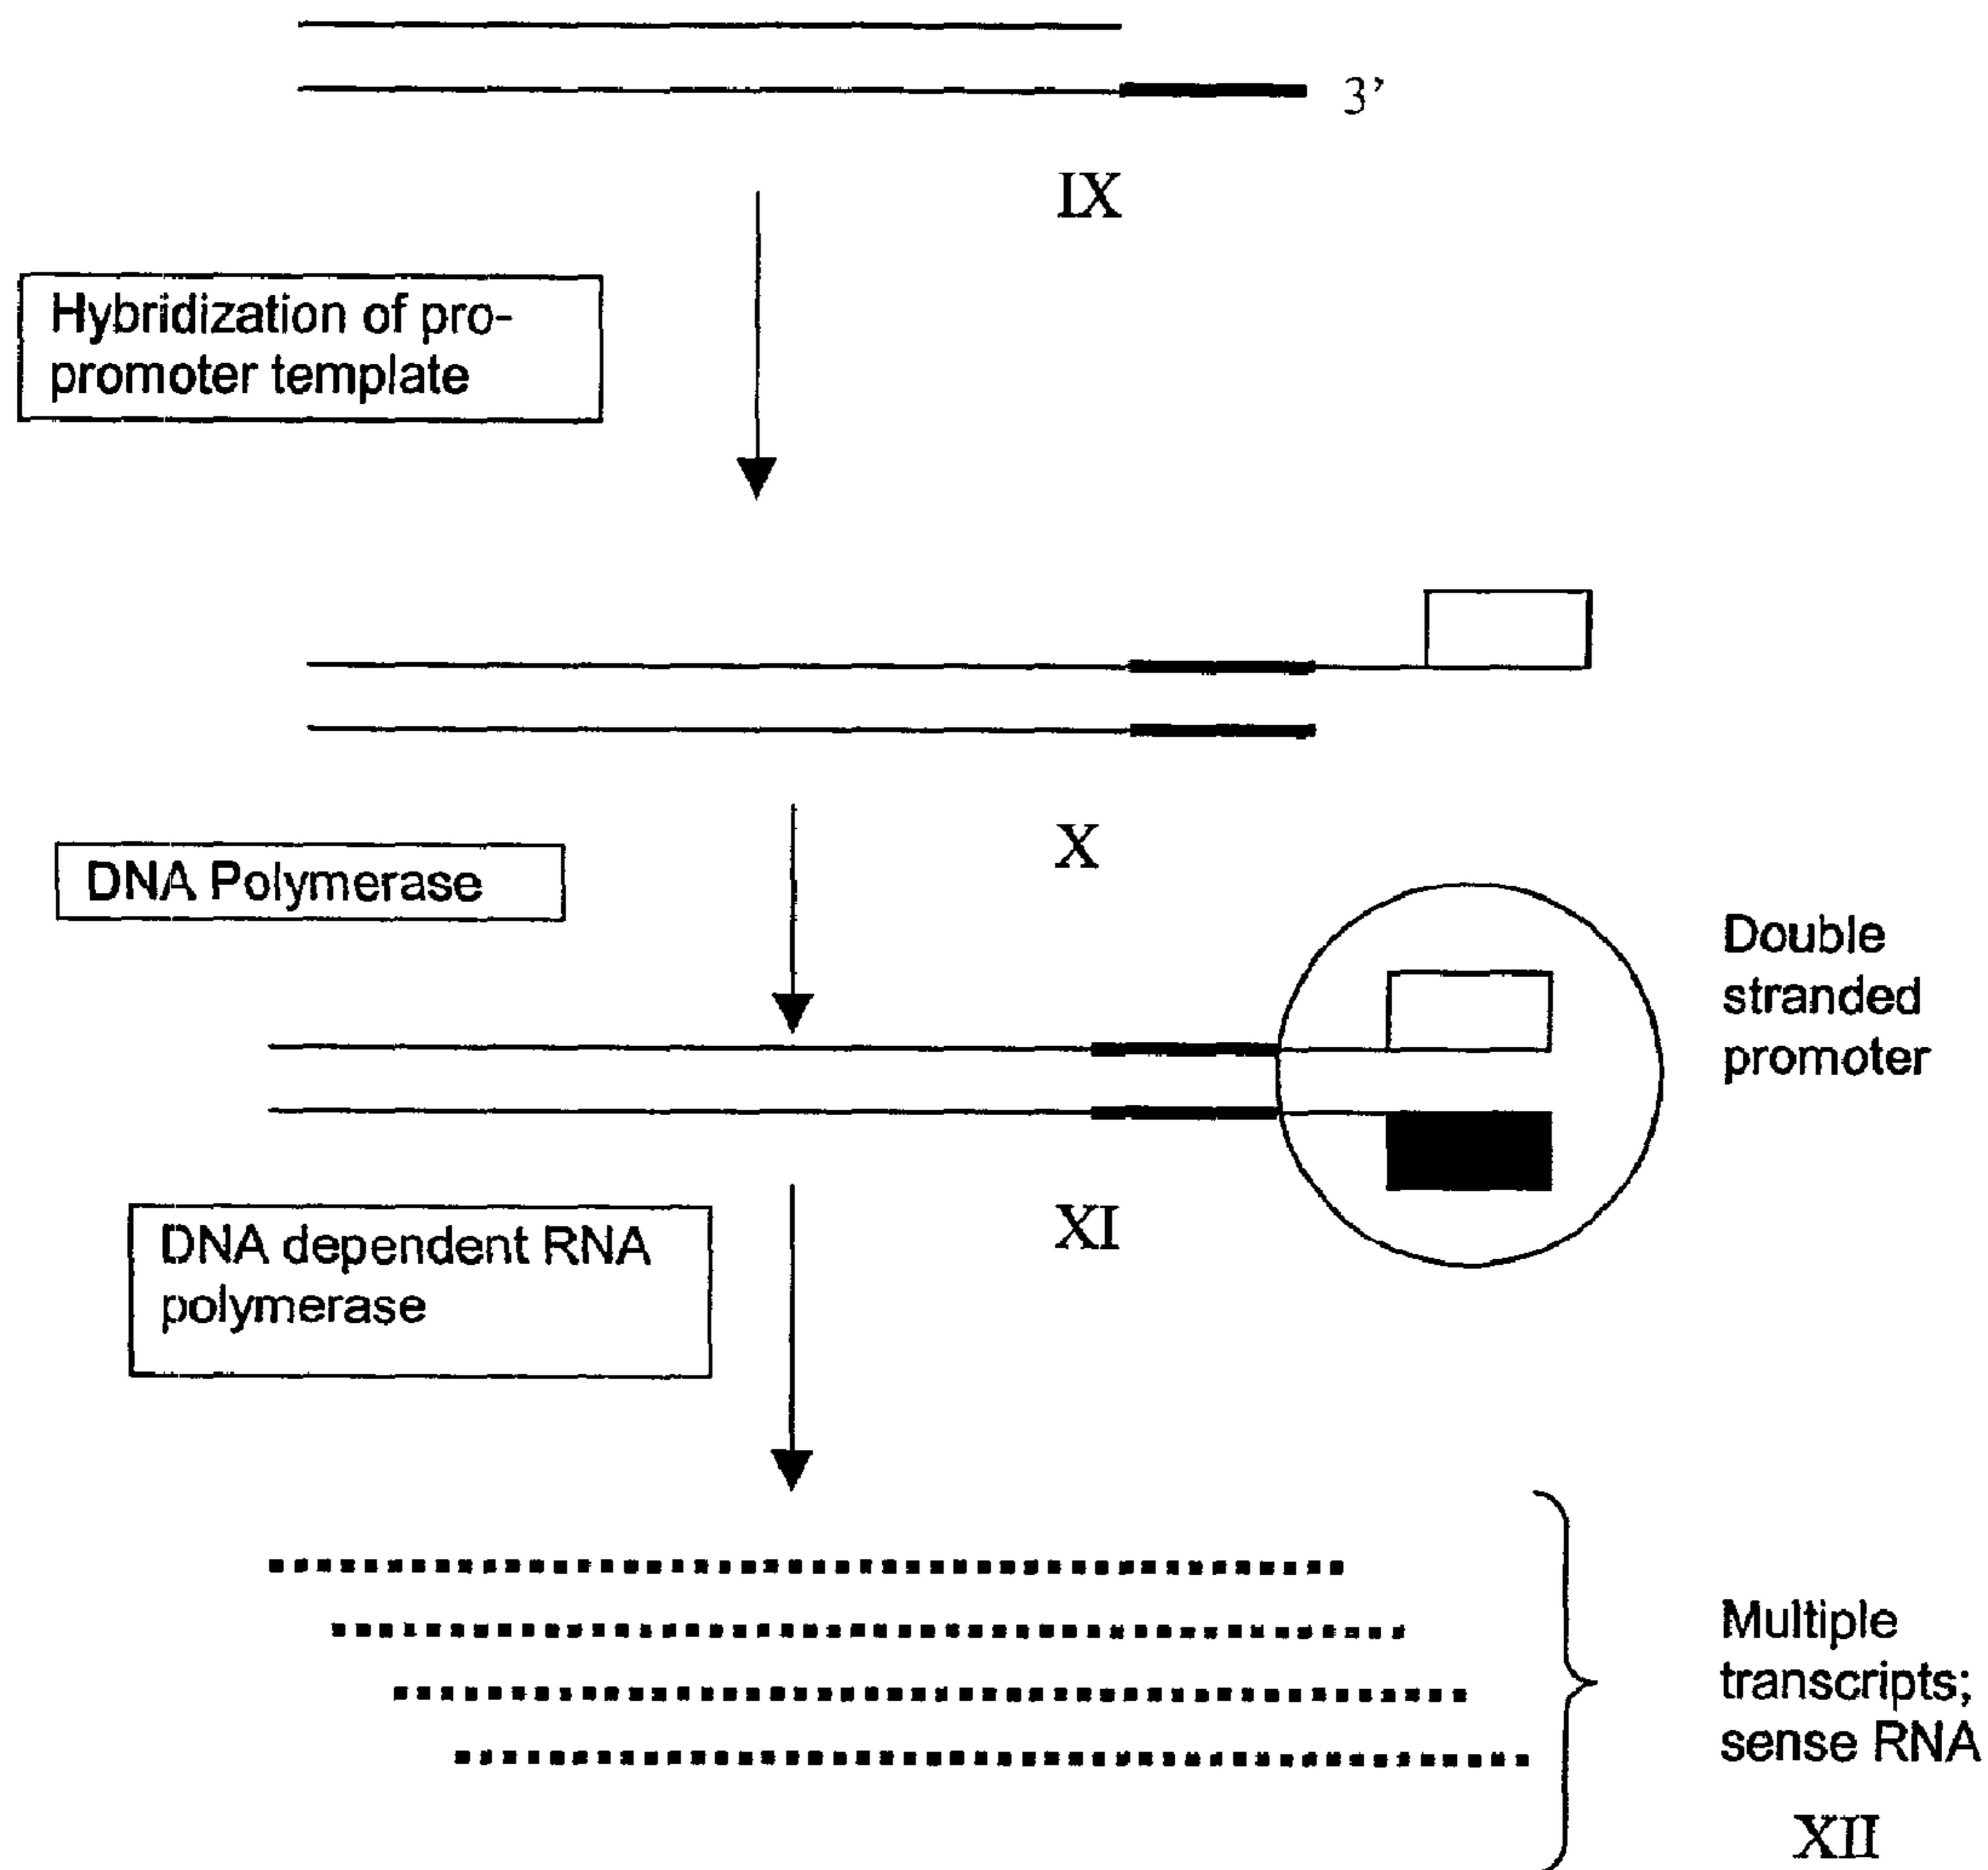 3’
IX
Hybridization of pro-
promoter template
X
DNA Polymerase
Double
stranded
promoter
XI
DNA dependent RNA
polymerase
Multiple
transcripts;
sense RNA
XII